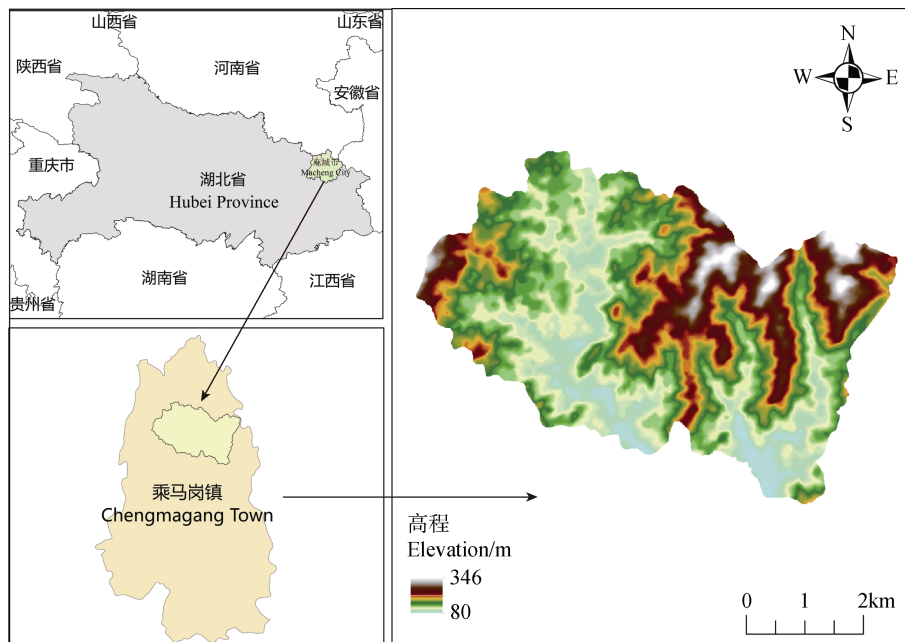 山西省
山东省
陕西省
河南省
安徽省
重庆市
麻城市
Macheng City
湖北省
Hubei Province
湖南省
江西省
贵州省
乘马岗镇
Chengmagang Town
N
W
E
S
高程
Elevation/m
346
80
0 1 2km